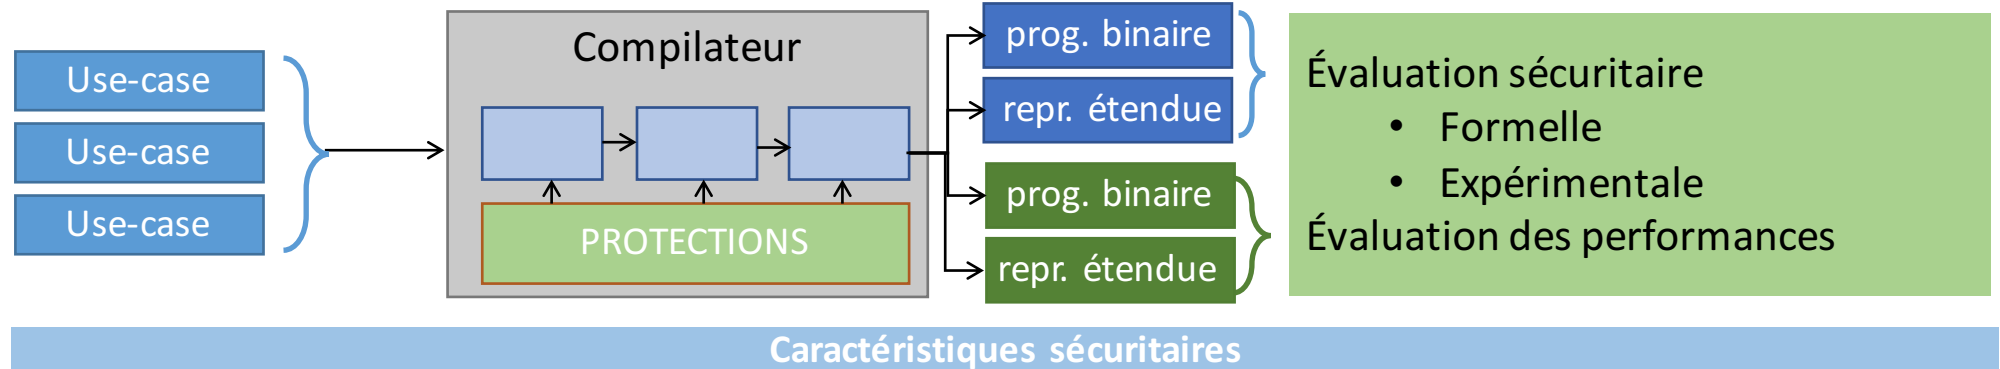 Use-case
Use-case
Use-case
Compilateur
PROTECTIONS
prog. binaire
repr. étendue
prog. binaire
repr. étendue
Évaluation sécuritaire
• Formelle
• Expérimentale
Évaluation des performances
Caractéristiques sécuritaires